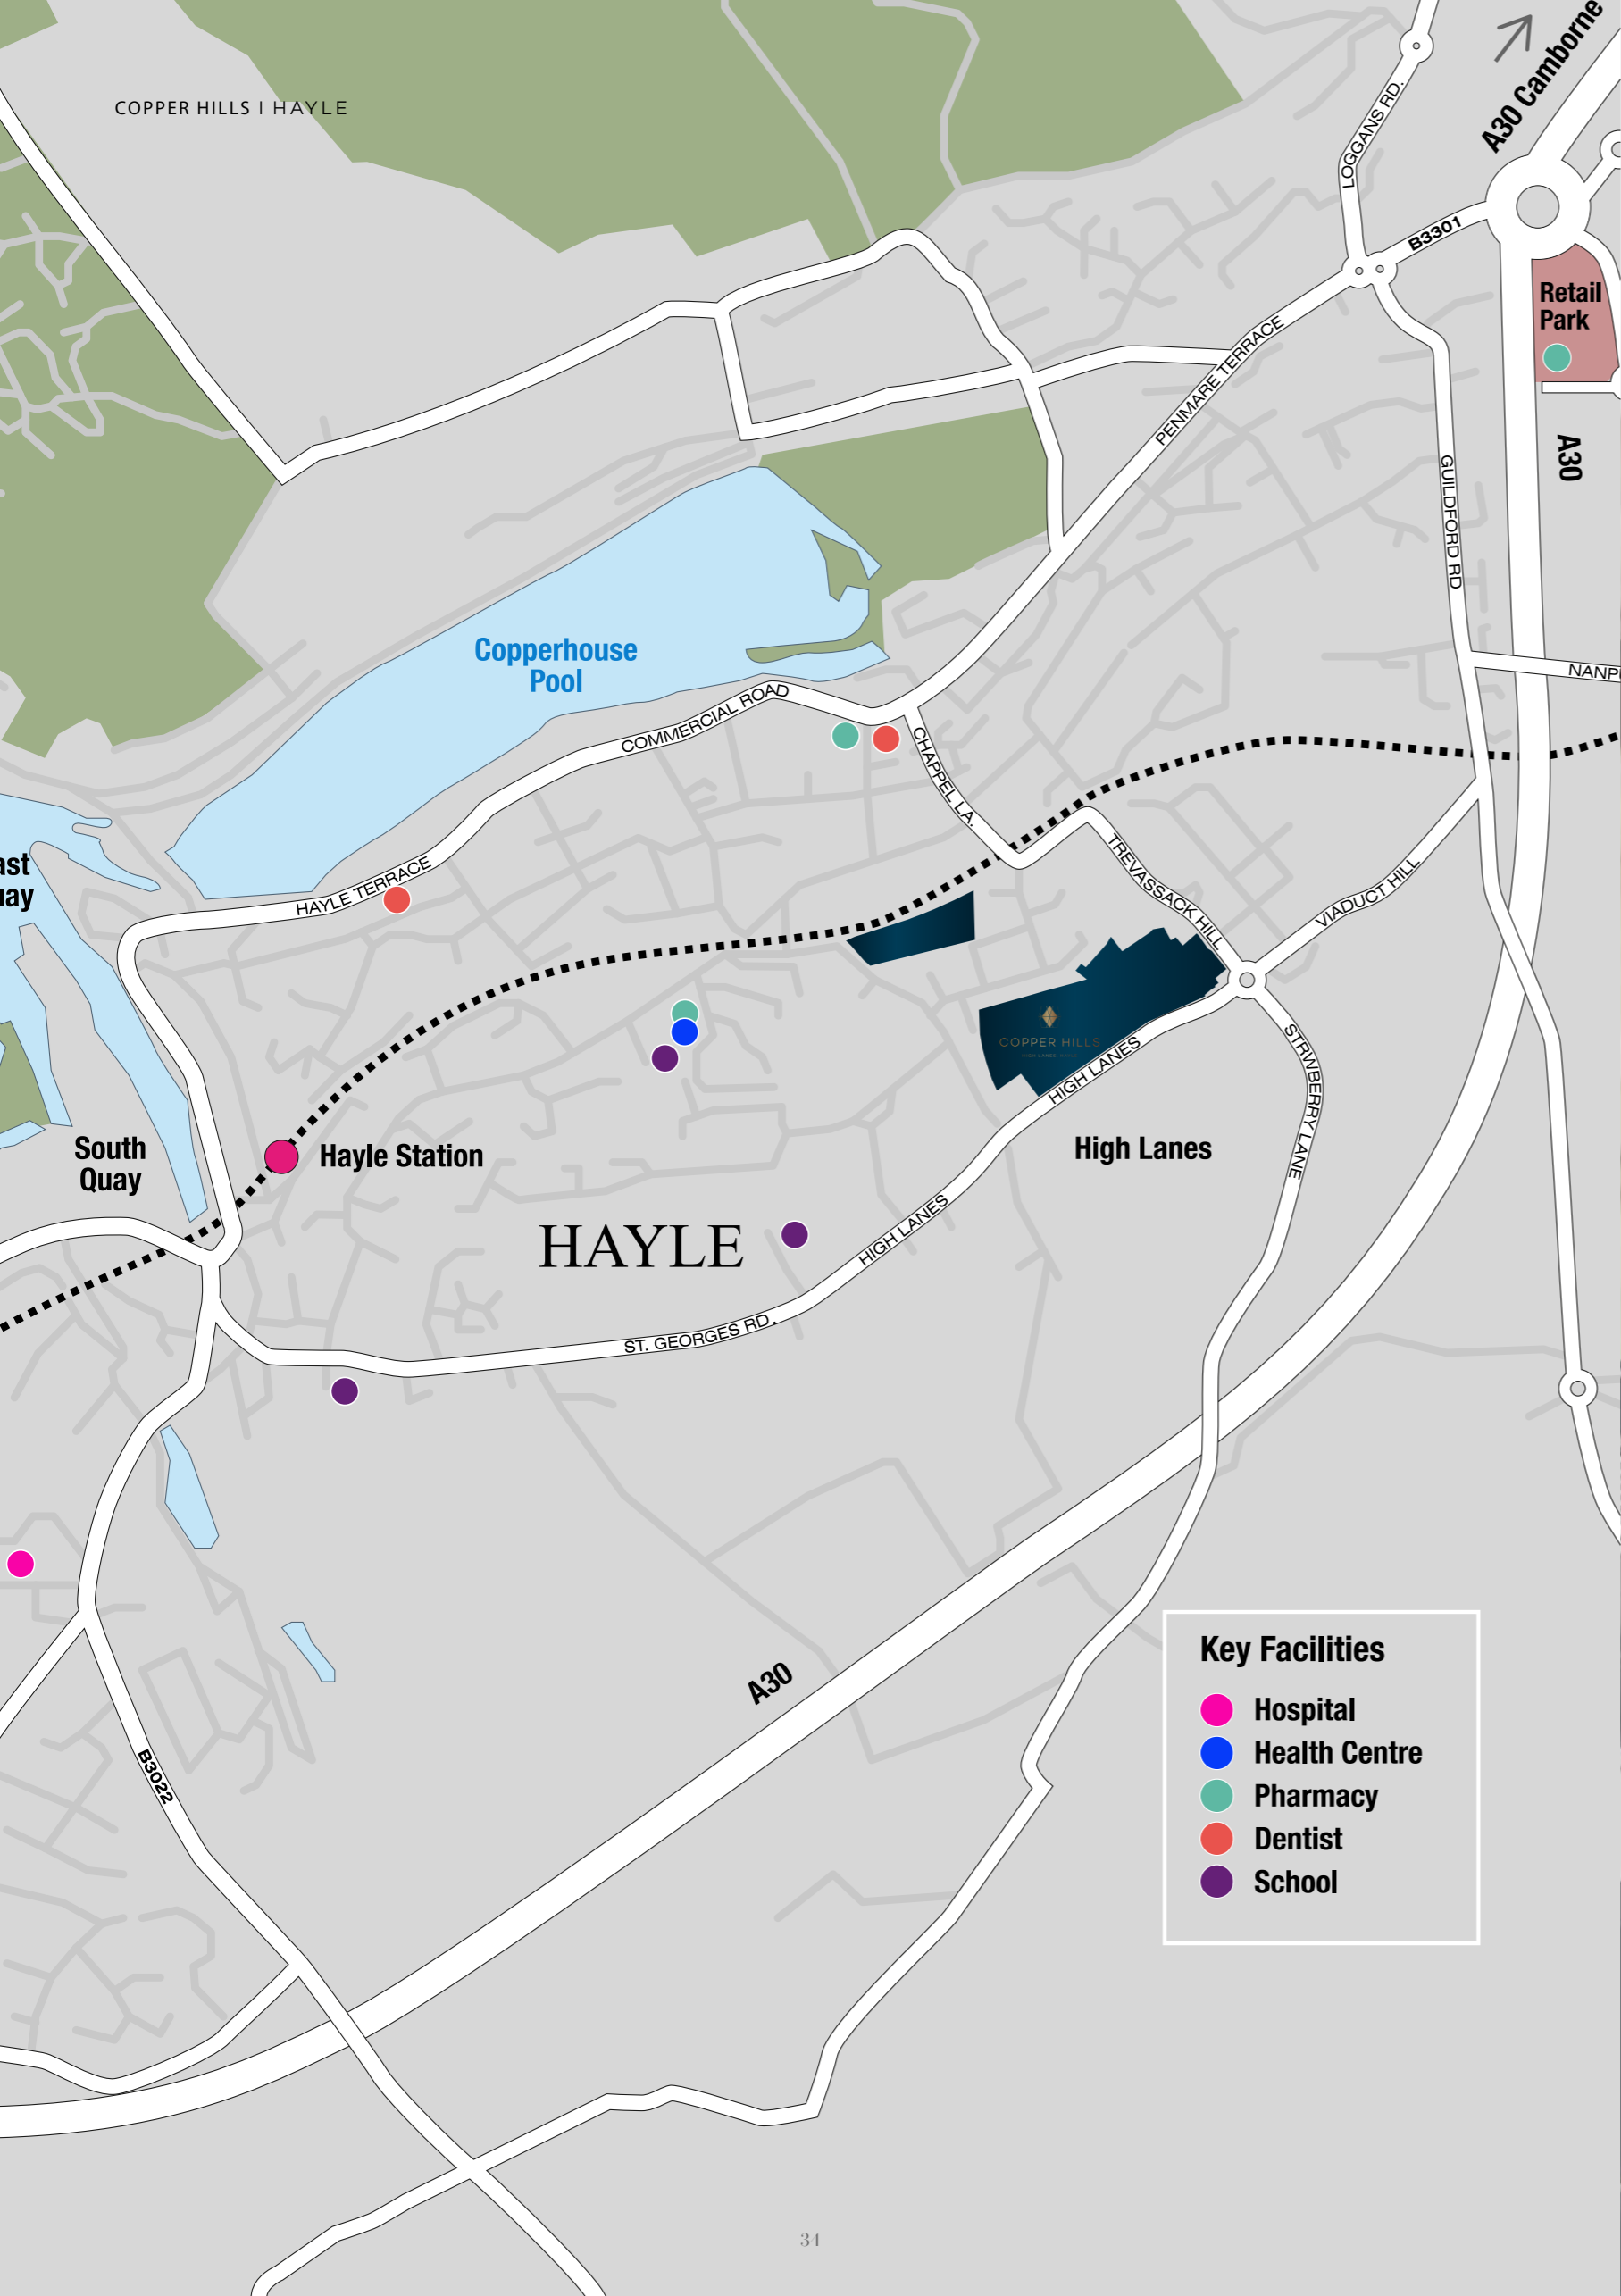 COPPER HILLS | HAYLE
A30 Camborne
LOGGANS RD.
B3301
Retail
Park
PENMARE TERRACE
A30
GUILDFORD RD
Copperhouse
Pool
NANPU
COMMERCIAL ROAD
CHAPPEL LA.
ast
uay
HAYLE TERRACE
TREVASSACK HILL
VIADUCT HILL
COPPER HILLS
HIGH LANES
STRWBERRY LANE
South
Quay
Hayle Station
High Lanes
HAYLE
HIGH LANES
ST. GEORGES RD.
A30
B3022
Key Facilities
Hospital
Health Centre
Pharmacy
Dentist
School
34